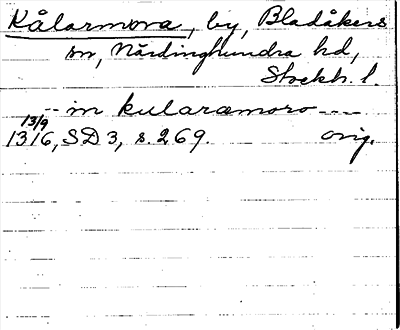 Kålarmora, by, Bladåkers
sn, Närdinghundra hd,
Stockh. l.
-- in kularamoro ---
13/9
1316, SD 3, s. 269. orig.